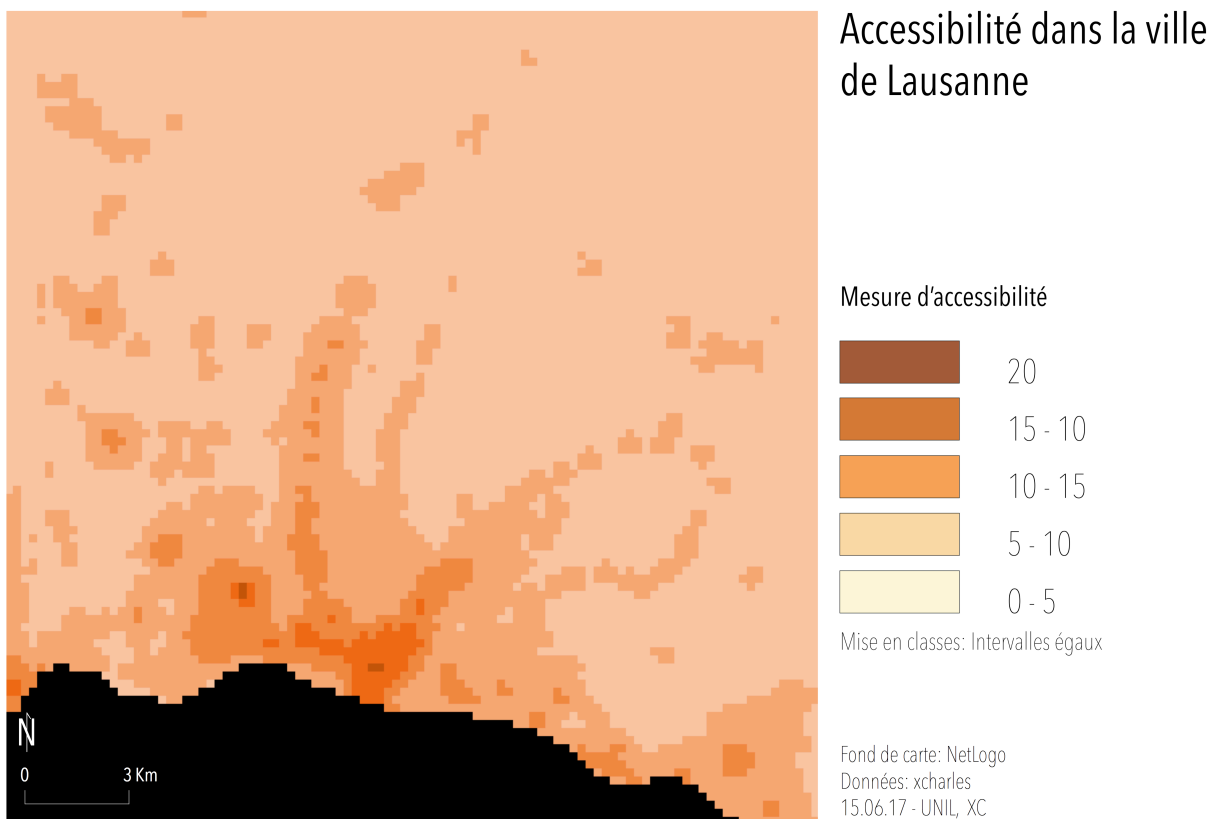 Accessibilité dans la ville
de Lausanne
Mesure d'accessibilité
20
15 - 10
10 - 15
5 - 10
0 - 5
Mise en classes: Intervalles égaux
N
0 3 Km
Fond de carte: NetLogo
Données: xcharles
15.06.17 - UNIL, XC